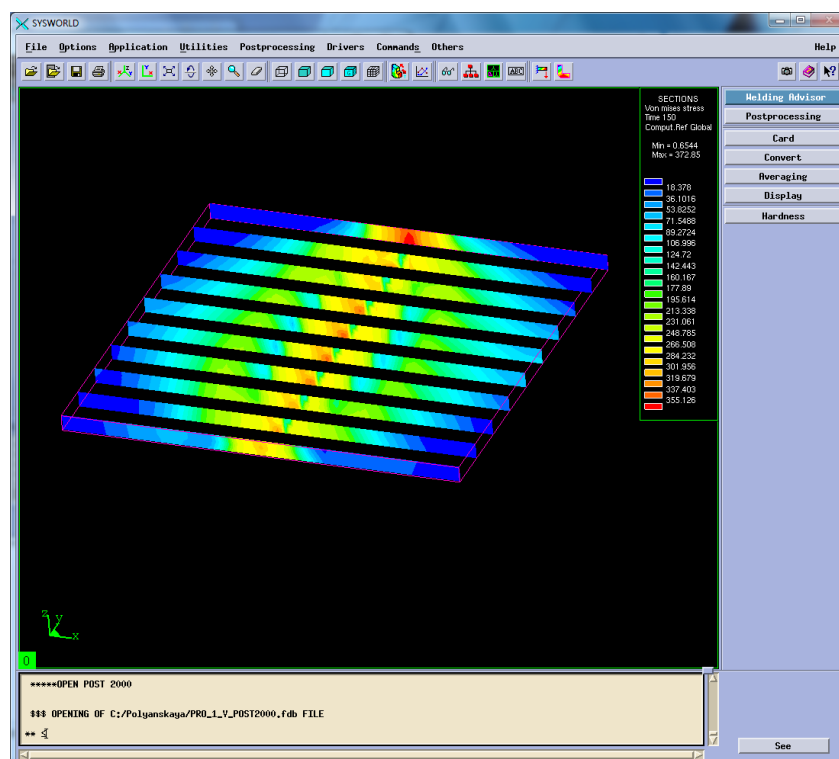 SYSWORLD
File Options Application Utilities Postprocessing Drivers Commands Others Help
ABC
Welding Advisor
Postprocessing
Card
Convert
Averaging
Display
Hardness
SECTIONS
Von mises stress
Time 150
Comput.Ref Global
Min = 0.6544
Max = 372.85
18.378
36.1016
53.8252
71.5488
89.2724
106.996
124.72
142.443
160.167
177.89
195.614
213.338
231.061
248.785
266.508
284.232
301.956
319.679
337.403
355.126
z
y
x
0
*****OPEN POST 2000
$$$ OPENING OF C:/Polyanskaya/PRO_1_V_POST2000.fdb FILE
**
See